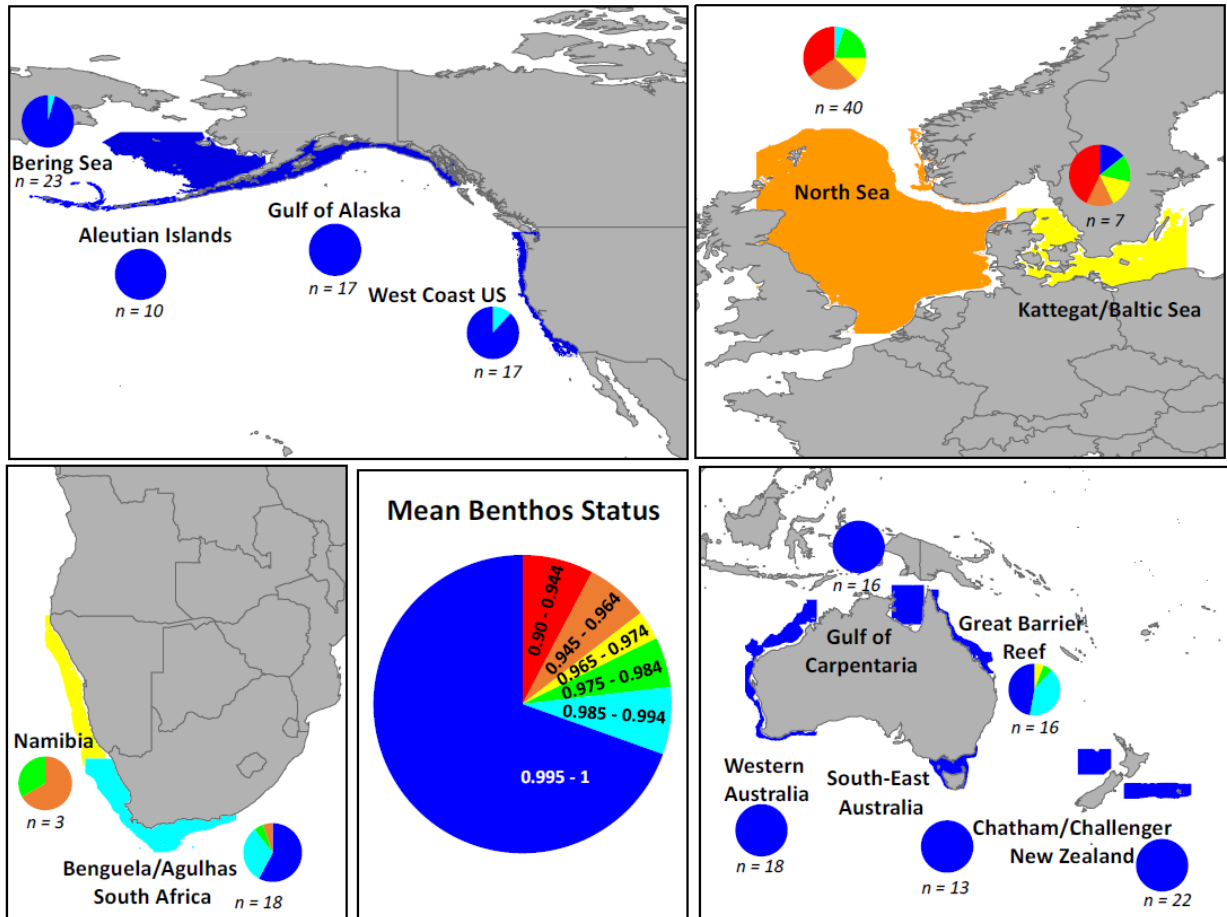 Bering Sea
n = 23
Aleutian Islands
n = 10
Gulf of Alaska
n = 17
West Coast US
n = 17
n = 40
North Sea
n = 7
Kattegat/Baltic Sea
Namibia
n = 3
Benguela/Agulhas
South Africa
n = 18
Mean Benthos Status
0.90 - 0.944
0.945 - 0.964
0.965 - 0.974
0.975 - 0.984
0.985 - 0.994
0.995 - 1
n = 16
Gulf of
Carpentaria
Great Barrier
Reef
n = 16
Western
Australia
n = 18
South-East
Australia
n = 13
Chatham/Challenger
New Zealand
n = 22